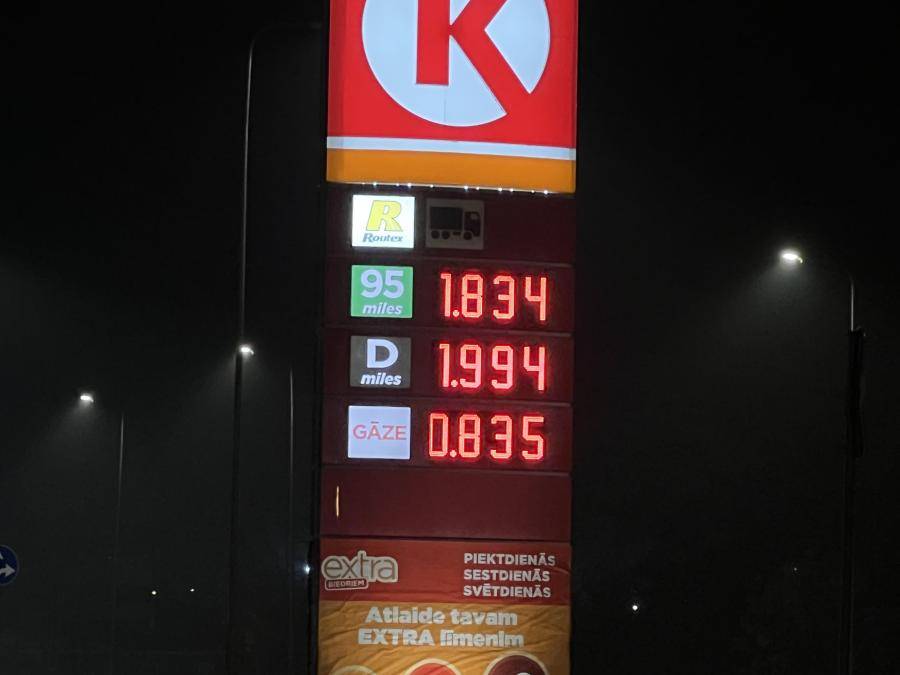 K
R
Routex
95
miles
1.834
D
miles
1.994
GĀZE
0.835
extra
BIEDRIEM
PIEKTDIENĀS
SESTDIENĀS
SVĒTDIENĀS
Atlaide tavam
EXTRA līmenim